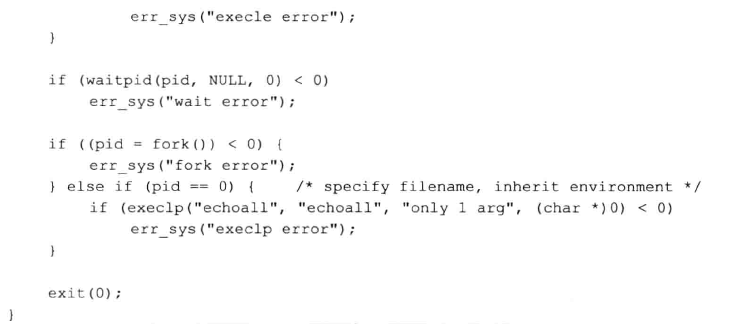 err_sys("execle error");
}
if (waitpid(pid, NULL, 0) < 0)
err_sys("wait error");
if ((pid = fork()) < 0) {
err_sys("fork error");
} else if (pid == 0) { /* specify filename, inherit environment */
if (execlp("echoall", "echoall", "only 1 arg", (char *)0) < 0)
err_sys("execlp error");
}
exit(0);
}